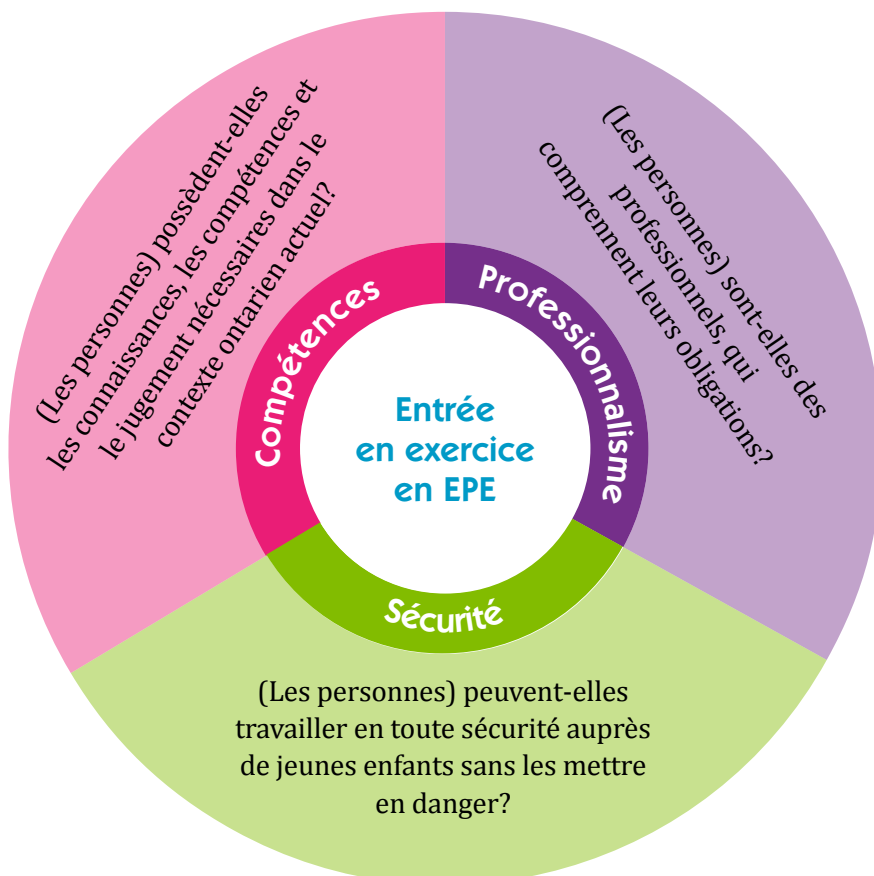 (Les personnes) possèdent-elles
les connaissances, les compétences et
le jugement nécessaires dans le
contexte ontarien actuel?
(Les personnes) sont-elles des
professionnels, qui
comprennent leurs obligations?
Compétences
Professionnalisme
Entrée
en exercice
en EPE
Sécurité
(Les personnes) peuvent-elles
travailler en toute sécurité auprès
de jeunes enfants sans les mettre
en danger?